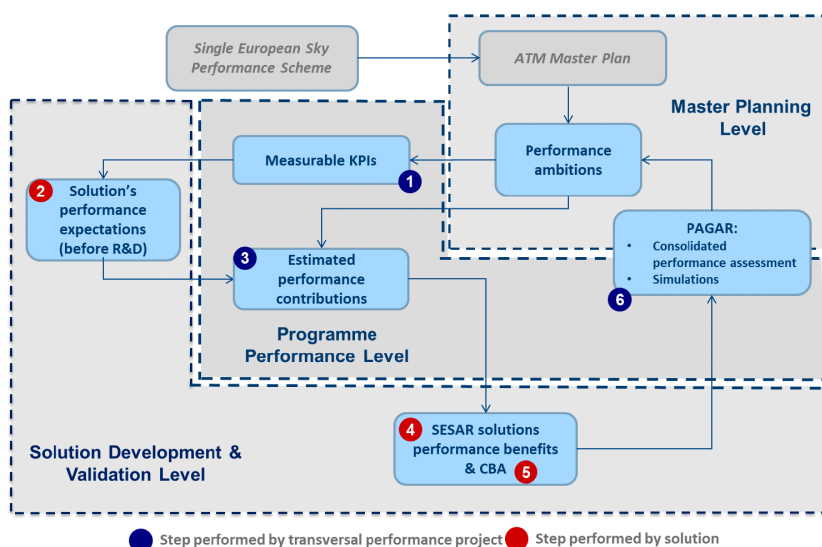 Single European Sky
Performance Scheme
ATM Master Plan
Master Planning
Level
Measurable KPIs
1
Performance
ambitions
2
Solution's
performance
expectations
(before R&D)
3
Estimated
performance
contributions
PAGAR:
• Consolidated
performance assessment
• Simulations
6
Programme
Performance Level
4
SESAR solutions
performance benefits
& CBA
5
Solution Development &
Validation Level
Step performed by transversal performance project
Step performed by solution